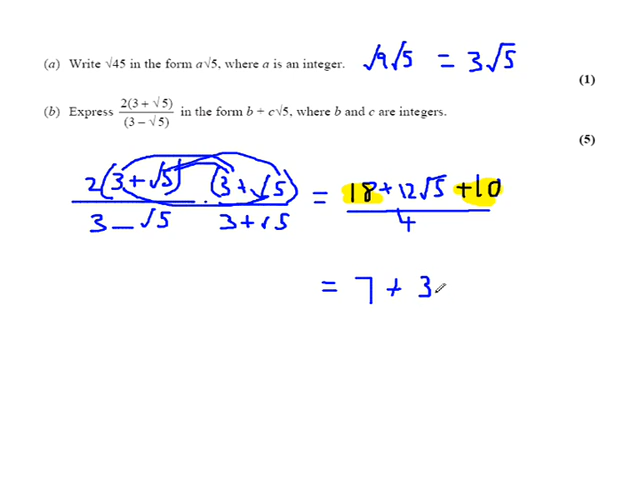 (a) Write √45 in the form a√5, where a is an integer. √9√5 = 3√5
(1)
(b) Express 2(3 + √5)/(3 – √5) in the form b + c√5, where b and c are integers.
(5)
2(3+√5)/3-√5 . (3+√5)/3+√5 = 18+12√5+10/4
= 7 + 3